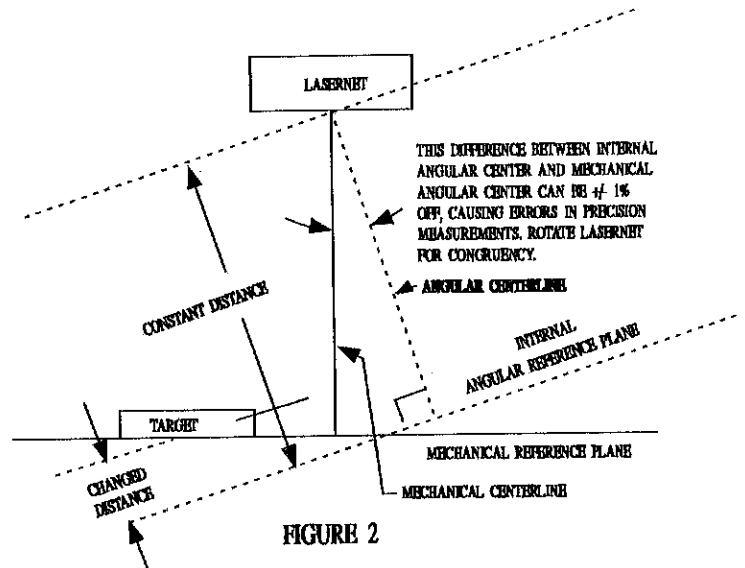 LASERNET
THIS DIFFERENCE BETWEEN INTERNAL
ANGULAR CENTER AND MECHANICAL
ANGULAR CENTER CAN BE +/- 1%
OFF, CAUSING ERRORS IN PRECISION
MEASUREMENTS. ROTATE LASERNET
FOR CONGRUENCY.
ANGULAR CENTERLINE
CONSTANT DISTANCE
INTERNAL
ANGULAR REFERENCE PLANE
TARGET
MECHANICAL REFERENCE PLANE
CHANGED
DISTANCE
MECHANICAL CENTERLINE
FIGURE 2